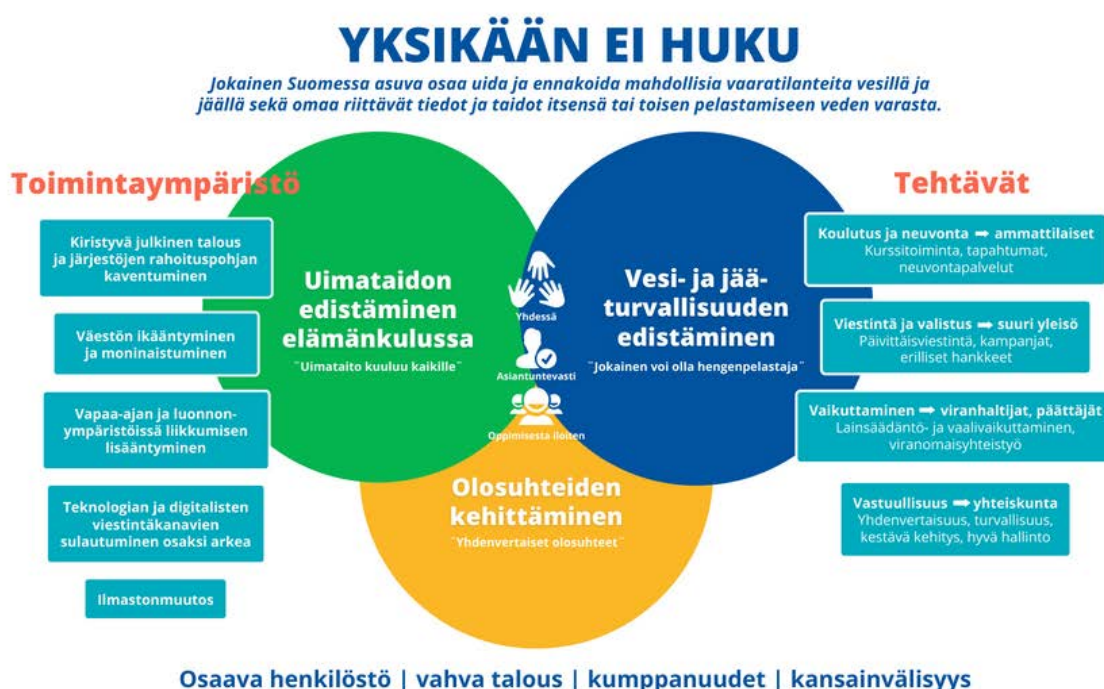 YKSIKÄÄN EI HUKU
Jokainen Suomessa asuva osaa uida ja ennakoida mahdollisia vaaratilanteita vesillä ja
jäällä sekä omaa riittävät tiedot ja taidot itsensä tai toisen pelastamiseen veden varasta.
Toimintaympäristö
Kiristyvä julkinen talous
ja järjestöjen rahoituspohjan
kaventuminen
Väestön ikääntyminen
ja moninaistuminen
Vapaa-ajan ja luonnon-
ympäristöissä liikkumisen
lisääntyminen
Teknologian ja digitalisten
viestintäkanavien
sulautuminen osaksi arkea
Ilmastonmuutos
Uimataidon
edistäminen
elämänkulussa
¨Uimataito kuuluu kaikille¨
Yhdessä
Asiantuntevasti
Oppimisesta iloiten
Vesi- ja jää-
turvallisuuden
edistäminen
¨Jokainen voi olla hengenpelastaja¨
Olosuhteiden
kehittäminen
¨Yhdenvertaiset olosuhteet¨
Tehtävät
Koulutus ja neuvonta ➡ ammattilaiset
Kurssitoiminta, tapahtumat,
neuvontapalvelut
Viestintä ja valistus ➡ suuri yleisö
Päivittäisviestintä, kampanjat,
erilliset hankkeet
Vaikuttaminen ➡ viranhaltijat, päättäjät
Lainsäädäntö- ja vaalivaikuttaminen,
viranomaisyhteistyö
Vastuullisuus ➡ yhteiskunta
Yhdenvertaisuus, turvallisuus,
kestävä kehitys, hyvä hallinto
Osaava henkilöstö | vahva talous | kumppanuudet | kansainvälisyys